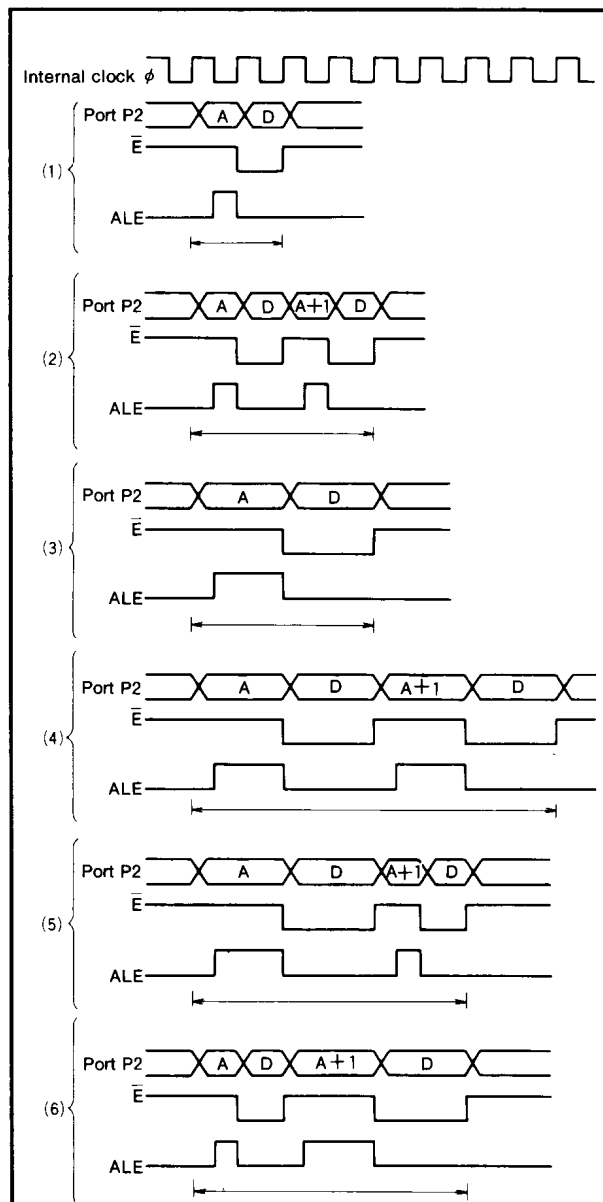 Internal clock ϕ
Port P2 A D
E̅
(1)
ALE
Port P2 A D A+1 D
E̅
(2)
ALE
Port P2 A D
E̅
(3)
ALE
Port P2 A D A+1 D
E̅
(4)
ALE
Port P2 A D A+1 D
E̅
(5)
ALE
Port P2 A D A+1 D
E̅
(6)
ALE